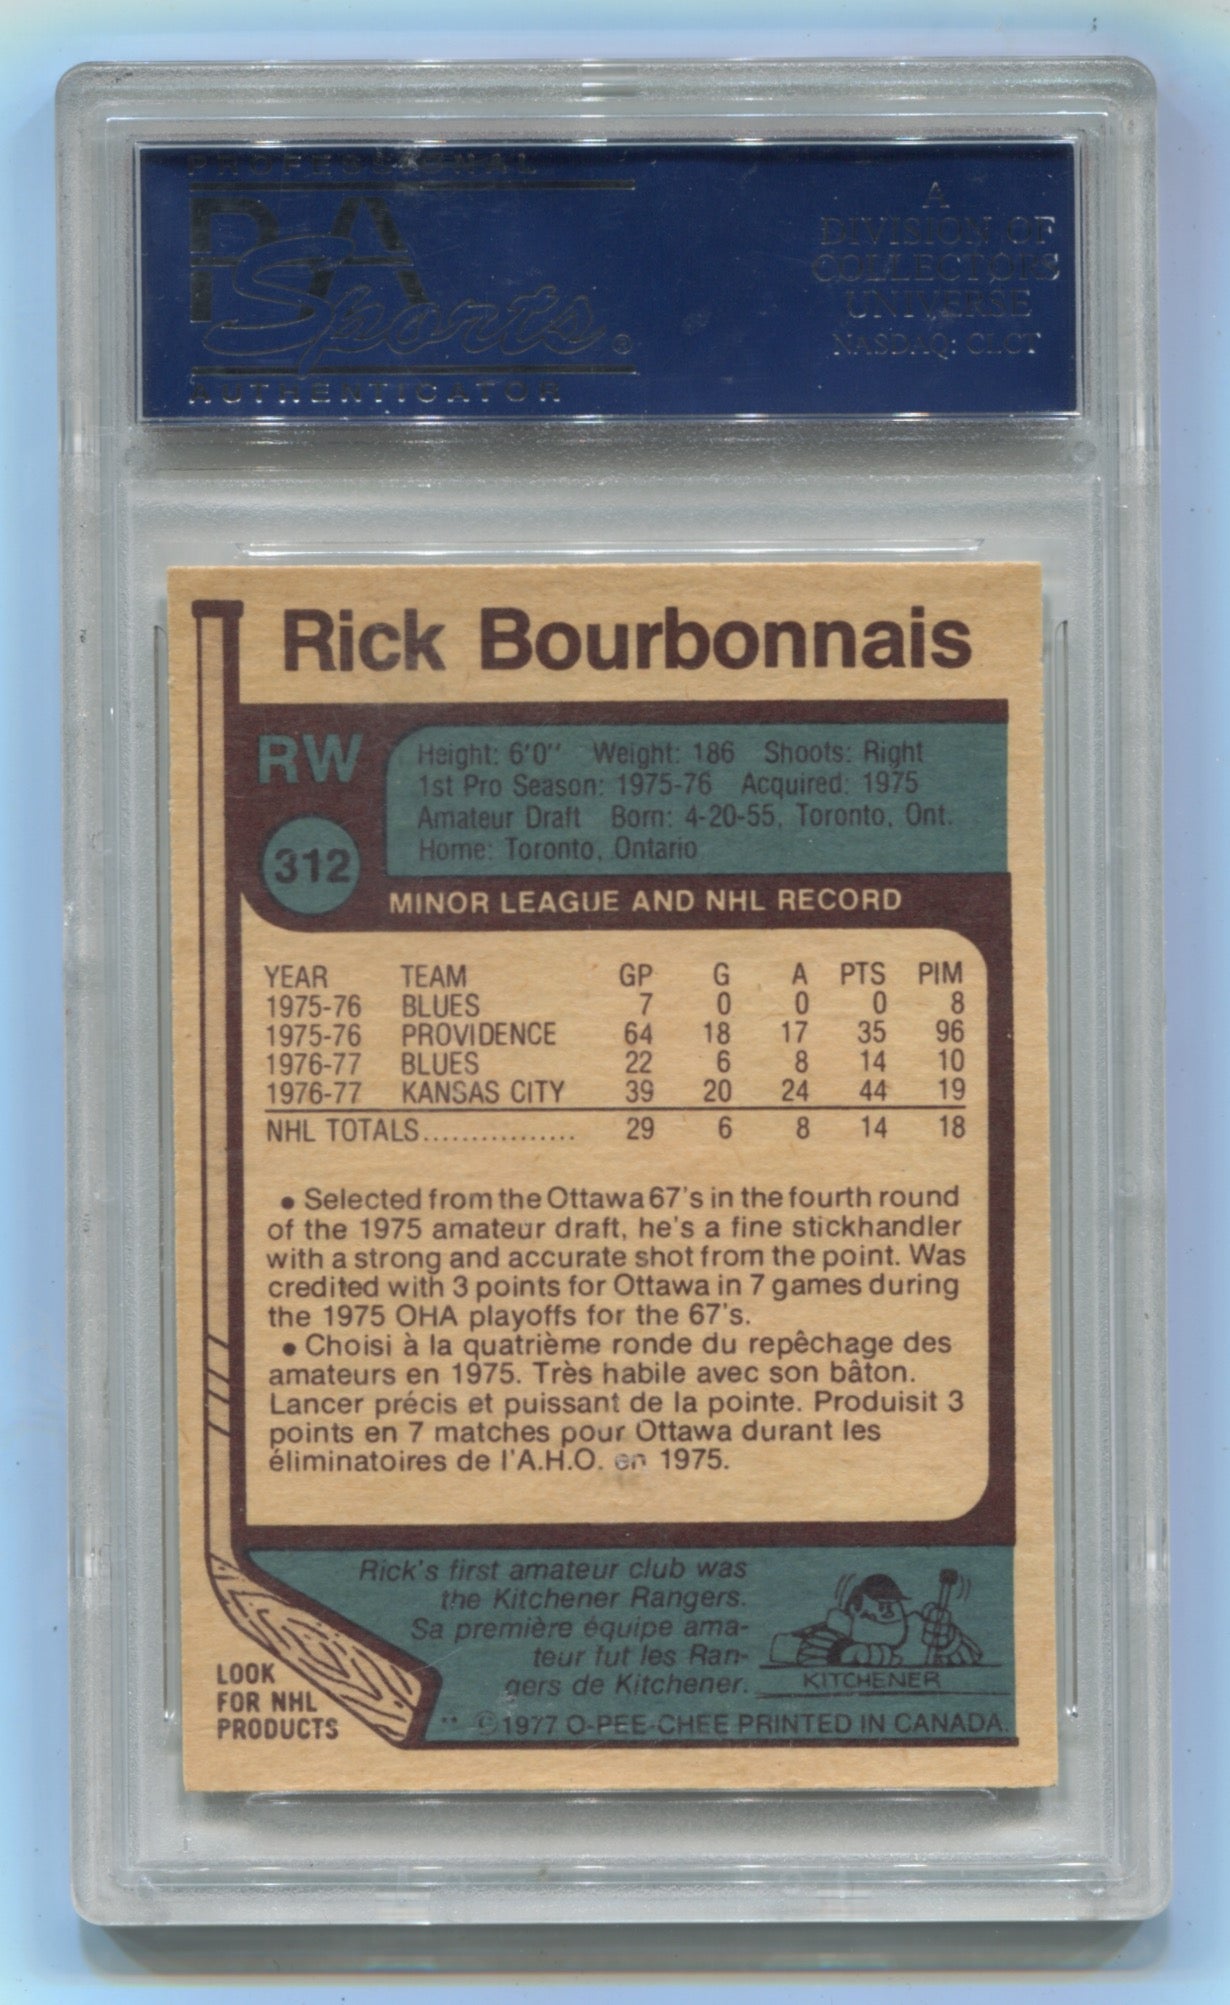 PROFESSIONAL
PSA
Sports®
AUTHENTICATOR
A
DIVISION OF
COLLECTORS
UNIVERSE
NASDAQ: CLCT
Rick Bourbonnais
RW
312
Height: 6'0'' Weight: 186 Shoots: Right
1st Pro Season: 1975-76 Acquired: 1975
Amateur Draft Born: 4-20-55, Toronto, Ont.
Home: Toronto, Ontario
MINOR LEAGUE AND NHL RECORD
YEAR TEAM GP G A PTS PIM
1975-76 BLUES 7 0 0 0 8
1975-76 PROVIDENCE 64 18 17 35 96
1976-77 BLUES 22 6 8 14 10
1976-77 KANSAS CITY 39 20 24 44 19
NHL TOTALS................ 29 6 8 14 18
• Selected from the Ottawa 67's in the fourth round
of the 1975 amateur draft, he's a fine stickhandler
with a strong and accurate shot from the point. Was
credited with 3 points for Ottawa in 7 games during
the 1975 OHA playoffs for the 67's.
• Choisi à la quatrième ronde du repêchage des
amateurs en 1975. Très habile avec son bâton.
Lancer précis et puissant de la pointe. Produisit 3
points en 7 matches pour Ottawa durant les
éliminatoires de l'A.H.O. en 1975.
Rick's first amateur club was
the Kitchener Rangers.
Sa première équipe ama-
teur fut les Ran-
gers de Kitchener.
KITCHENER
LOOK
FOR NHL
PRODUCTS
** ©1977 O-PEE-CHEE PRINTED IN CANADA.